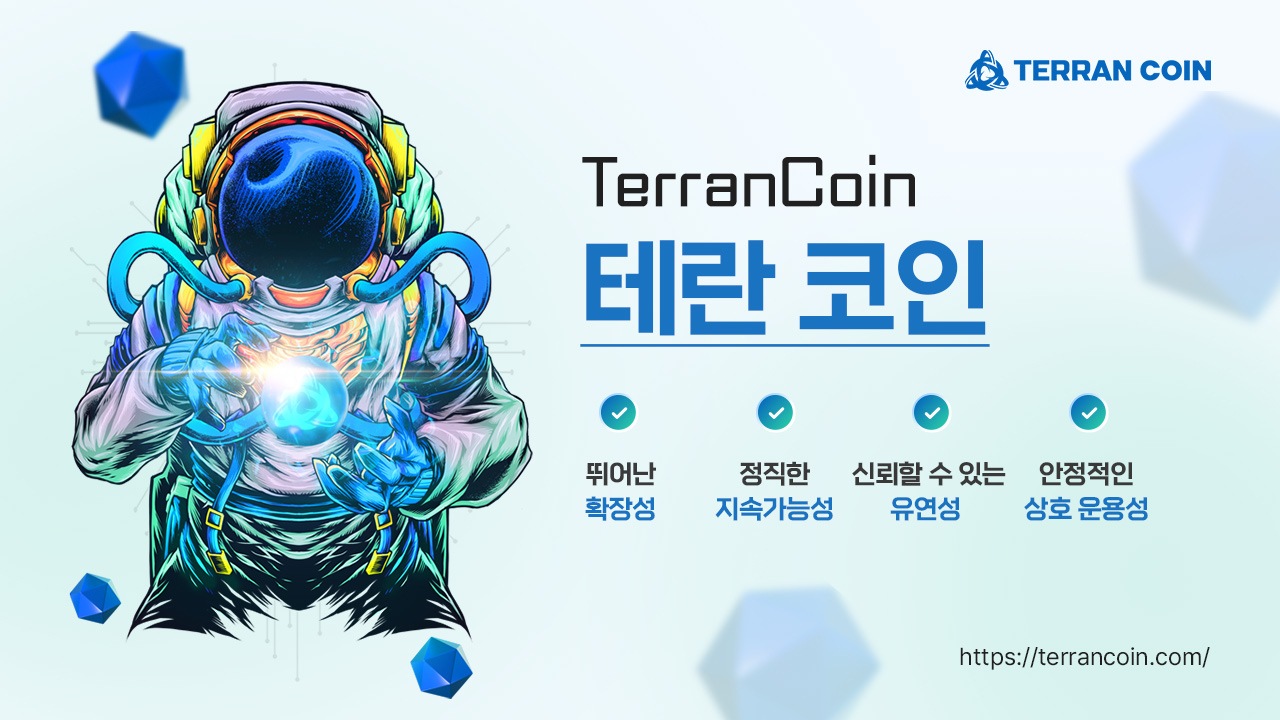 TERRAN COIN
TerranCoin
테란 코인
뛰어난
확장성
정직한
지속가능성
신뢰할 수 있는
유연성
안정적인
상호 운용성
https://terrancoin.com/